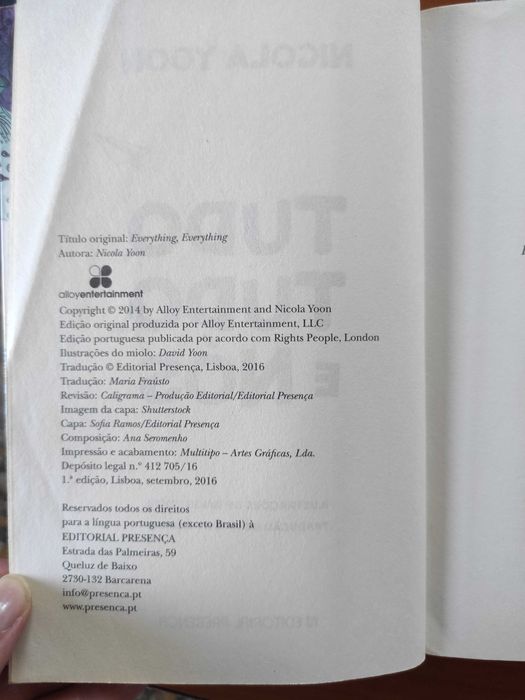 Título original: Everything, Everything
Autora: Nicola Yoon
alloyentertainment
Copyright © 2014 by Alloy Entertainment and Nicola Yoon
Edição original produzida por Alloy Entertainment, LLC
Edição portuguesa publicada por acordo com Rights People, London
Ilustrações do miolo: David Yoon
Tradução © Editorial Presença, Lisboa, 2016
Tradução: Maria Fraústo
Revisão: Caligrama – Produção Editorial/Editorial Presença
Imagem da capa: Shutterstock
Capa: Sofia Ramos/Editorial Presença
Composição: Ana Seromenho
Impressão e acabamento: Multitipo – Artes Gráficas, Lda.
Depósito legal n.º 412 705/16
1.ª edição, Lisboa, setembro, 2016
Reservados todos os direitos
para a língua portuguesa (exceto Brasil) à
EDITORIAL PRESENÇA
Estrada das Palmeiras, 59
Queluz de Baixo
2730-132 Barcarena
info@presenca.pt
www.presenca.pt